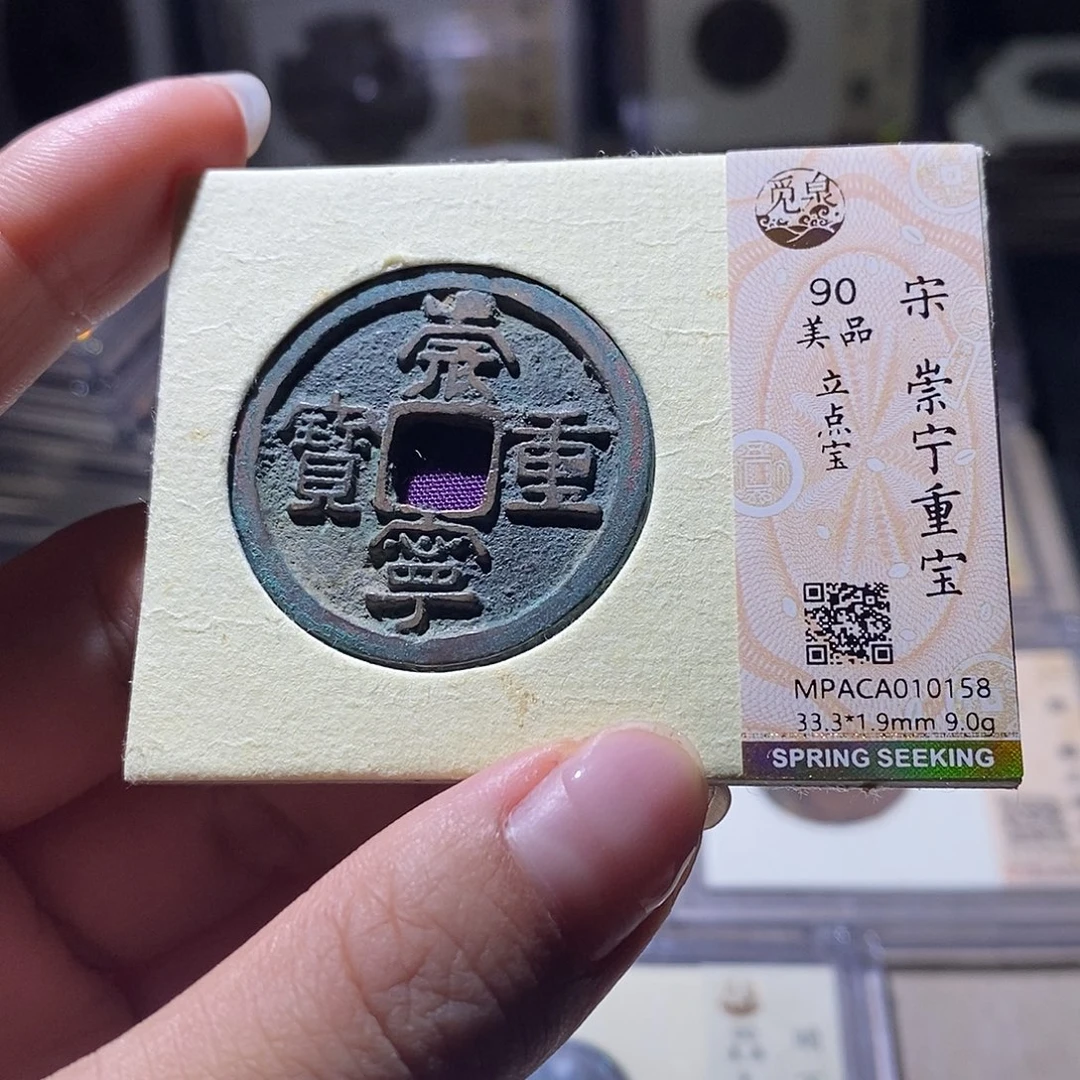 崇
寶 重
寧
觅泉
宋 崇宁重宝
90
美品
立点宝
MPACA010158
33.3*1.9mm 9.0g
SPRING SEEKING